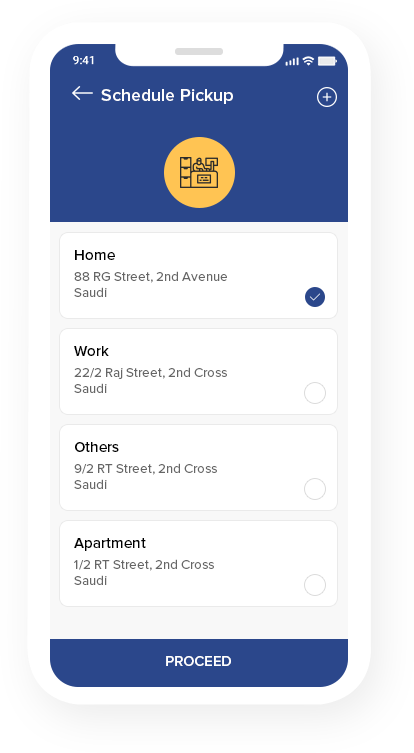 9:41
Schedule Pickup
Home
88 RG Street, 2nd Avenue
Saudi
Work
22/2 Raj Street, 2nd Cross
Saudi
Others
9/2 RT Street, 2nd Cross
Saudi
Apartment
1/2 RT Street, 2nd Cross
Saudi
PROCEED